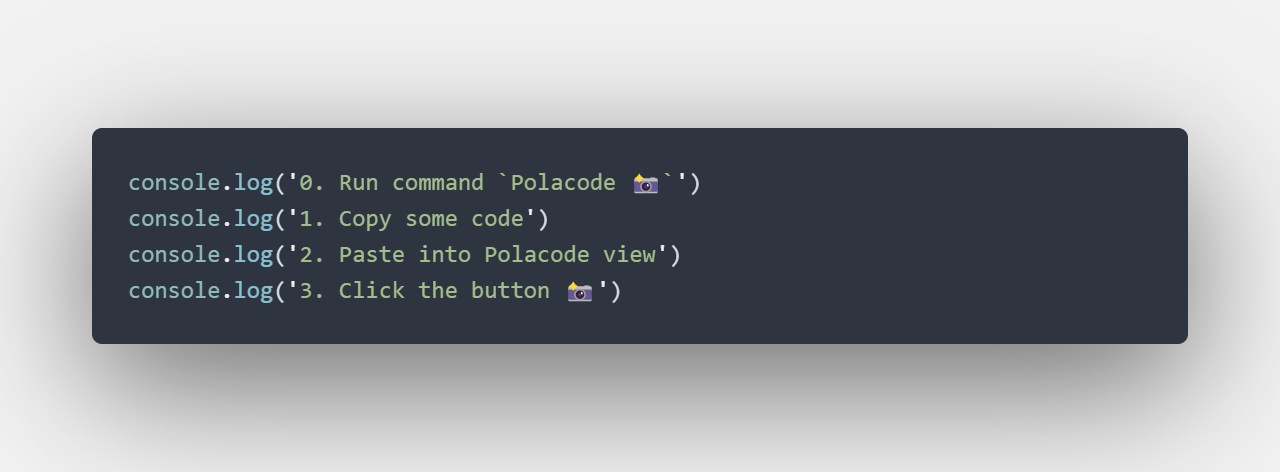 console.log('0. Run command `Polacode 📸`')
console.log('1. Copy some code')
console.log('2. Paste into Polacode view')
console.log('3. Click the button 📸')